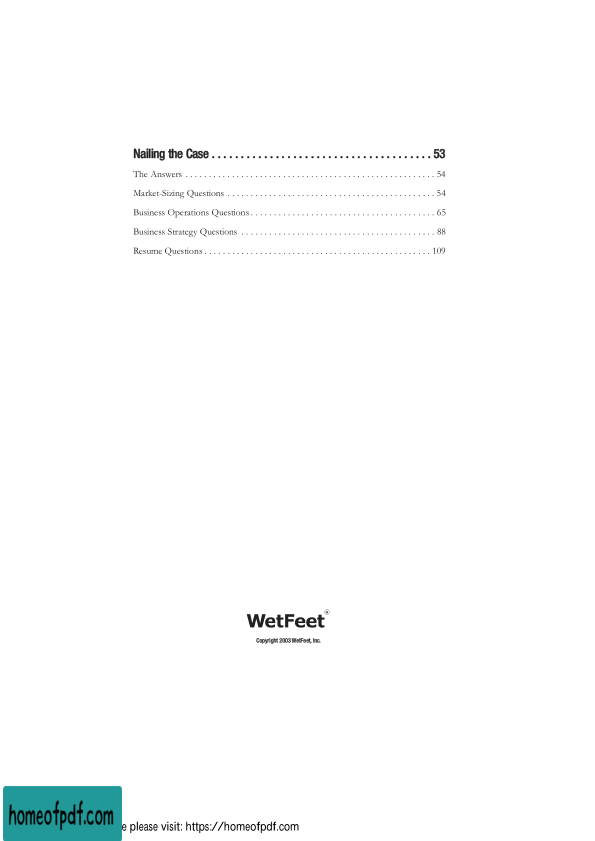 Nailing the Case . . . . . . . . . . . . . . . . . . . . . . . . . . . . . . . . . . . . . . 53
The Answers . . . . . . . . . . . . . . . . . . . . . . . . . . . . . . . . . . . . . . . . . . . . . . . . . . . . . . 54
Market-Sizing Questions . . . . . . . . . . . . . . . . . . . . . . . . . . . . . . . . . . . . . . . . . . . . . 54
Business Operations Questions . . . . . . . . . . . . . . . . . . . . . . . . . . . . . . . . . . . . . . . . 65
Business Strategy Questions . . . . . . . . . . . . . . . . . . . . . . . . . . . . . . . . . . . . . . . . . . 88
Resume Questions . . . . . . . . . . . . . . . . . . . . . . . . . . . . . . . . . . . . . . . . . . . . . . . . . 109
WetFeet®
Copyright 2003 WetFeet, Inc.
homeofpdf.com
e please visit: https://homeofpdf.com